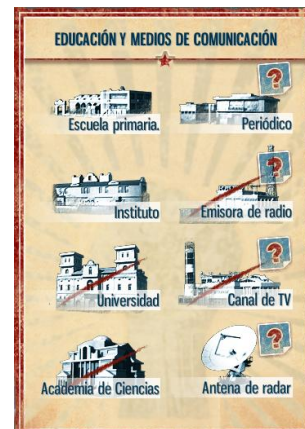 EDUCACIÓN Y MEDIOS DE COMUNICACIÓN
?
Escuela primaria.
Periódico
?
Instituto
Emisora de radio
?
Universidad
Canal de TV
?
Academia de Ciencias
Antena de radar